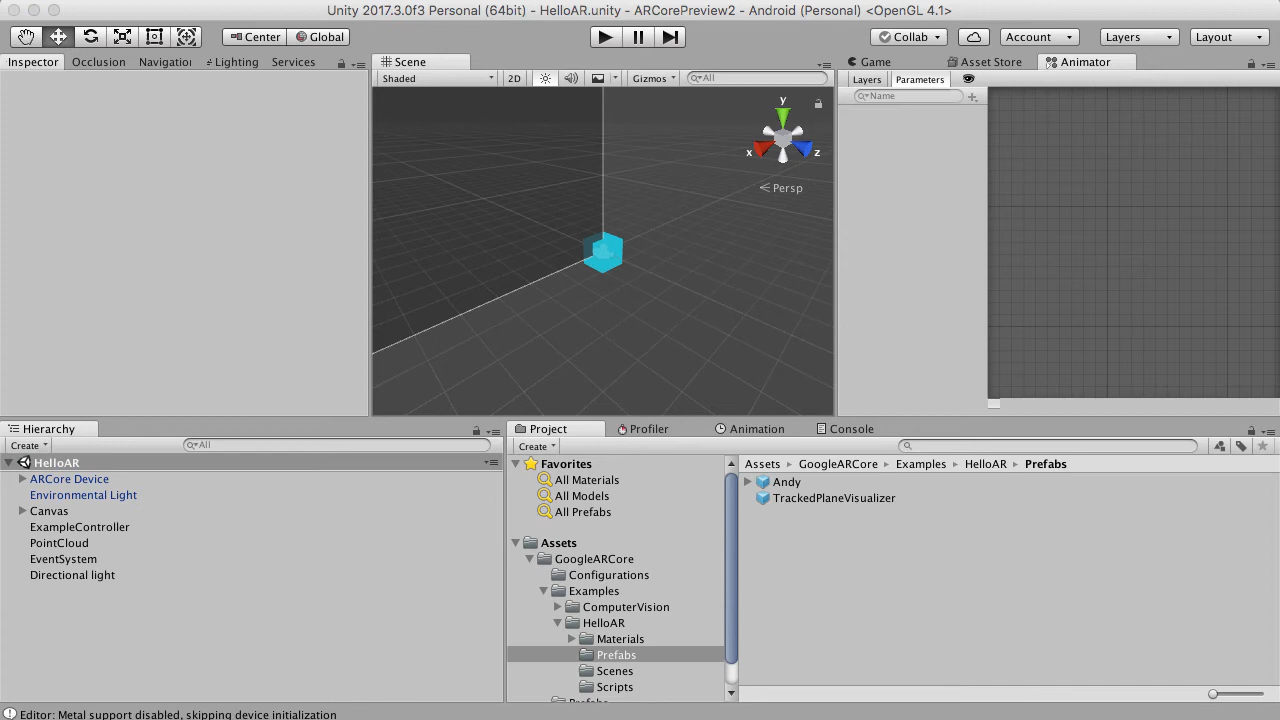 Unity 2017.3.0f3 Personal (64bit) - HelloAR.unity - ARCorePreview2 - Android (Personal) <OpenGL 4.1>
Center Global Collab Account Layers Layout
Inspector Occlusion Navigation Lighting Services Scene Game Asset Store Animator
Shaded 2D Gizmos All Layers Parameters
Name
y
x z
Persp
Hierarchy Project Profiler Animation Console
Create All Create
HelloAR Favorites Assets GoogleARCore Examples HelloAR Prefabs
ARCore Device All Materials Andy
Environmental Light All Models TrackedPlaneVisualizer
Canvas All Prefabs
ExampleController
PointCloud Assets
EventSystem GoogleARCore
Directional light Configurations
Examples
ComputerVision
HelloAR
Materials
Prefabs
Scenes
Scripts
Editor: Metal support disabled, skipping device initialization